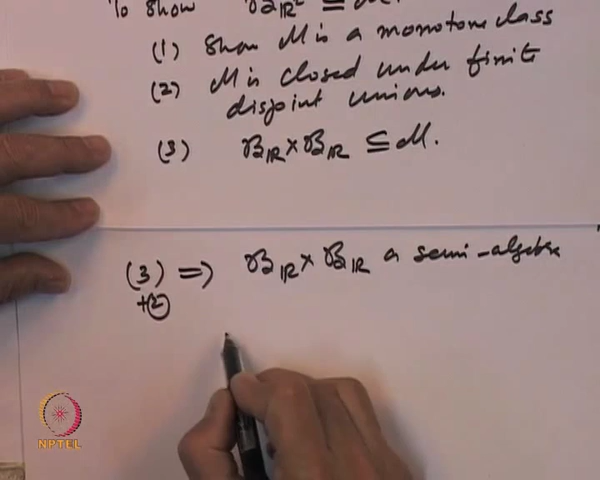 To Show 𝓑_ℝ² ⊆ 𝓜.
(1) Show 𝓜 is a monotone class
(2) 𝓜 is closed under finite
disjoint unions.
(3) 𝓑_ℝ × 𝓑_ℝ ⊆ 𝓜.
(3) ⇒ 𝓑_ℝ × 𝓑_ℝ a semi-algebra
+(2)
NPTEL